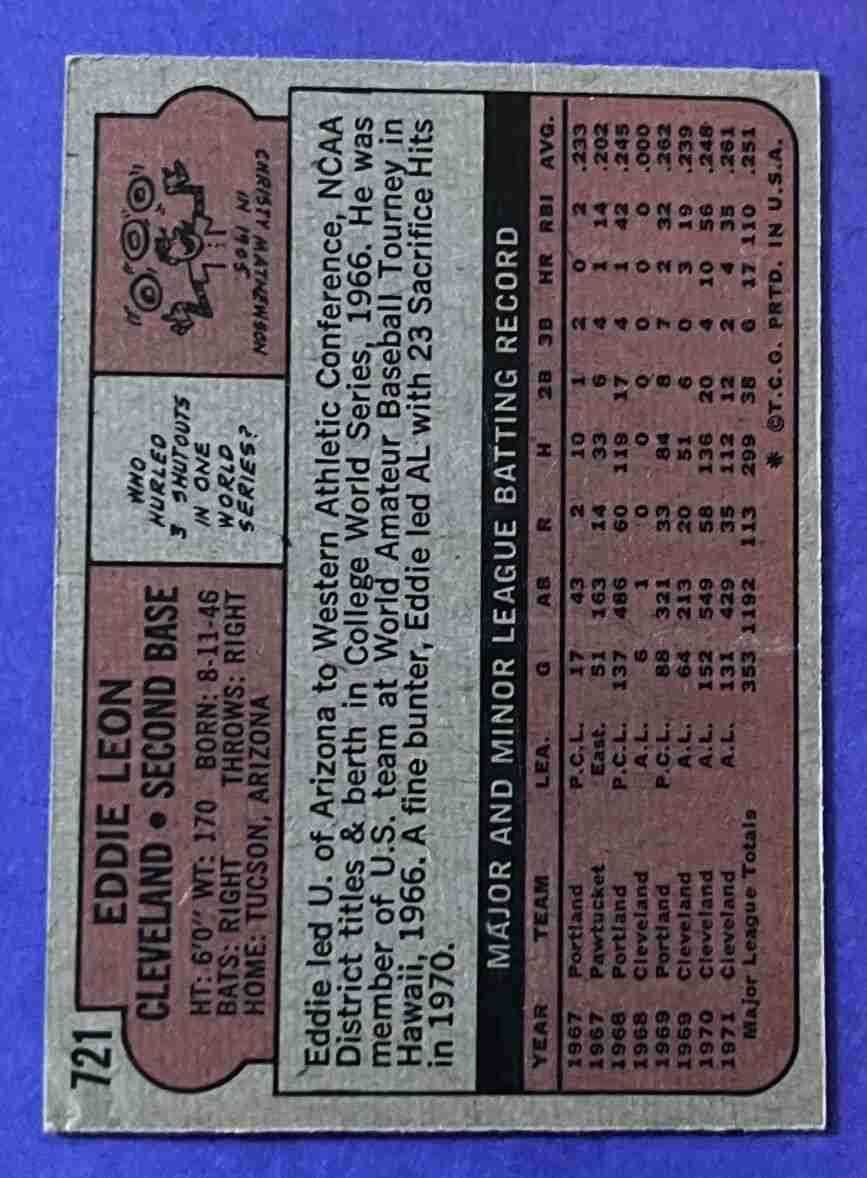 721
EDDIE LEON
CLEVELAND • SECOND BASE
HT: 6'0" WT: 170 BORN: 8-11-46
BATS: RIGHT THROWS: RIGHT
HOME: TUCSON, ARIZONA
WHO
HURLED
3 SHUTOUTS
IN ONE
WORLD
SERIES?
CHRISTY MATHEWSON
IN 1905
Eddie led U. of Arizona to Western Athletic Conference, NCAA
District titles & berth in College World Series, 1966. He was
member of U.S. team at World Amateur Baseball Tourney in
Hawaii, 1966. A fine bunter, Eddie led AL with 23 Sacrifice Hits
in 1970.
MAJOR AND MINOR LEAGUE BATTING RECORD
YEAR TEAM LEA. G AB R H 2B 3B HR RBI AVG.
1967 Portland P.C.L. 17 43 2 10 1 2 0 2 .233
1967 Pawtucket East. 51 163 14 33 6 4 1 14 .202
1968 Portland P.C.L. 137 486 60 119 17 4 1 42 .245
1968 Cleveland A.L. 6 1 0 0 0 0 0 0 .000
1969 Portland P.C.L. 88 321 33 84 8 7 2 32 .262
1969 Cleveland A.L. 64 213 20 51 6 0 3 19 .239
1970 Cleveland A.L. 152 549 58 136 20 4 10 56 .248
1971 Cleveland A.L. 131 429 35 112 12 2 4 35 .261
Major League Totals 353 1192 113 299 38 6 17 110 .251
* ©T.C.G. PRTD. IN U.S.A.